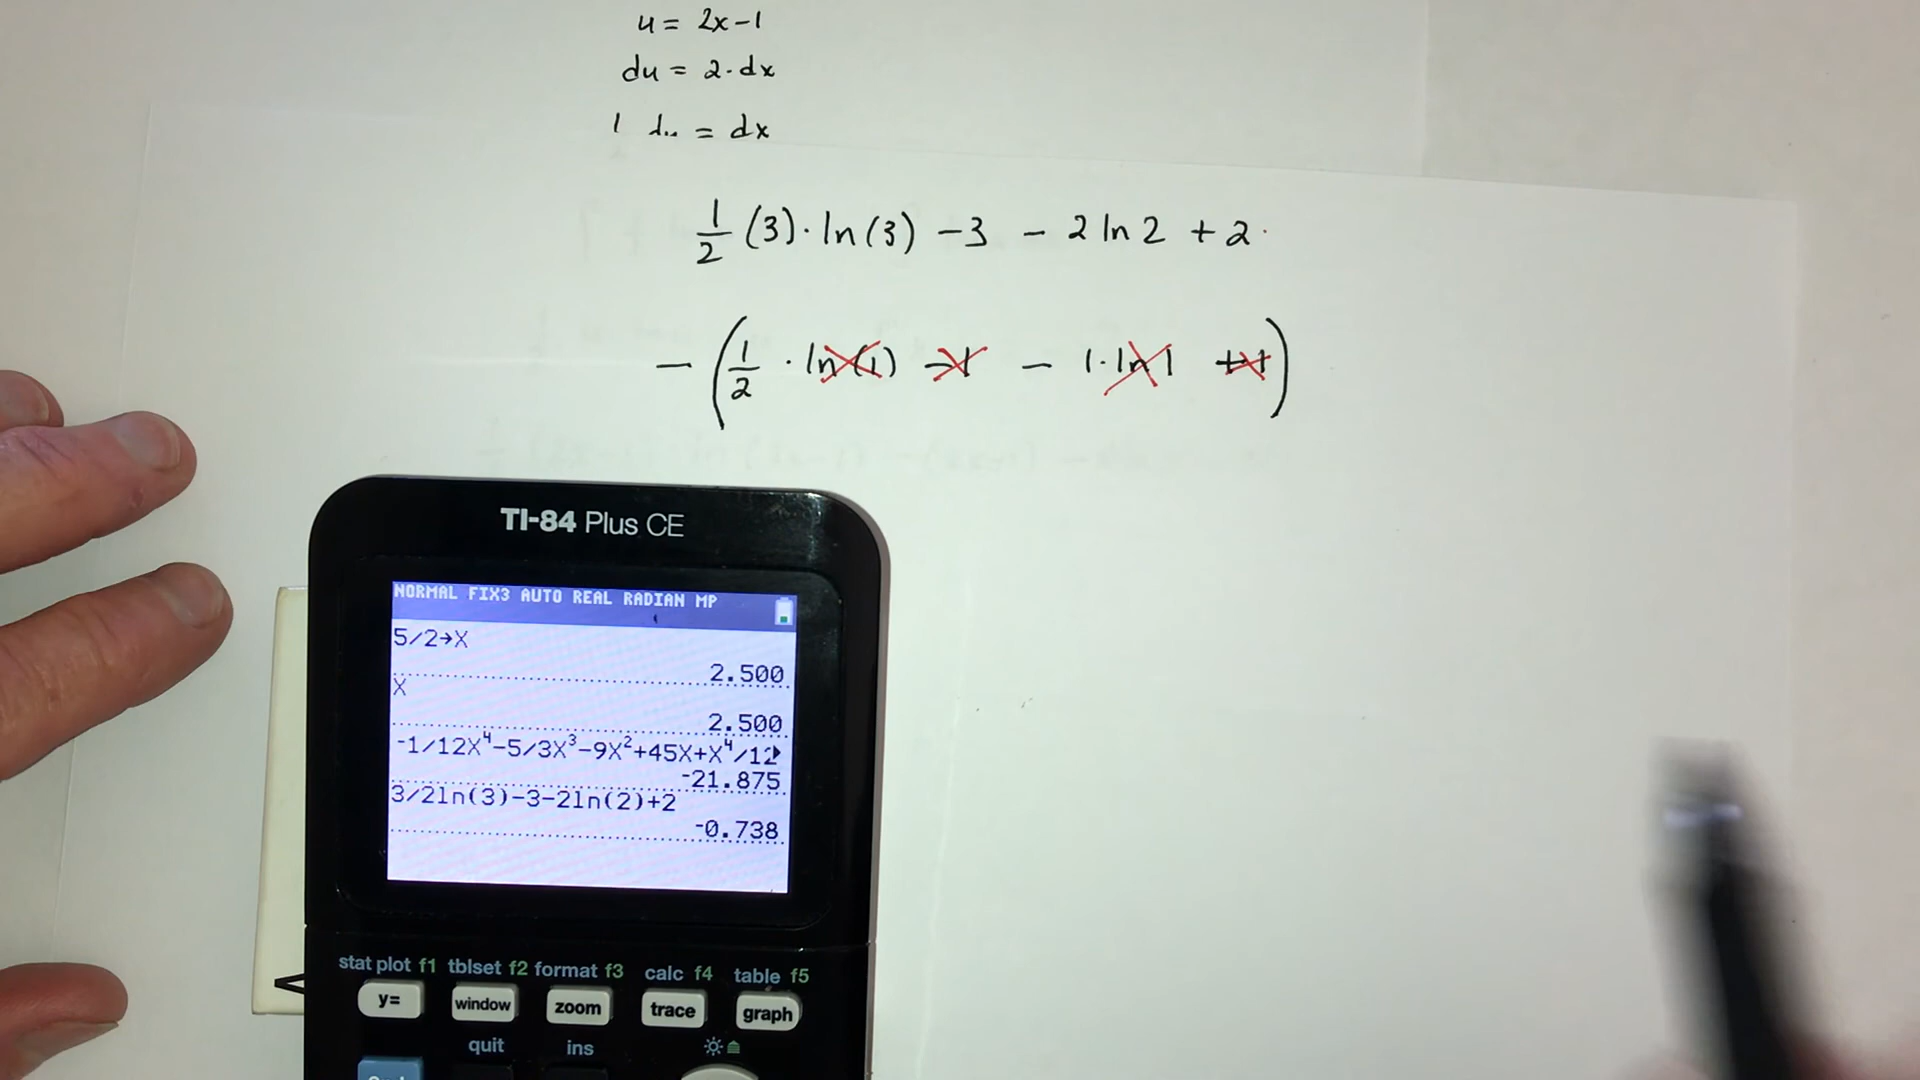 u = 2x-1
du = 2·dx
1 du = dx
1/2 (3)·ln(3) -3 - 2 ln 2 + 2
- (1/2 · ln(1) -1 - 1·ln 1 +1)
TI-84 Plus CE
NORMAL FIX3 AUTO REAL RADIAN MP
5/2→X
2.500
X
2.500
-1/12X⁴-5/3X³-9X²+45X+X⁴/12
-21.875
3/2ln(3)-3-2ln(2)+2
-0.738
stat plot f1 tblset f2 format f3 calc f4 table f5
y= window zoom trace graph
quit ins